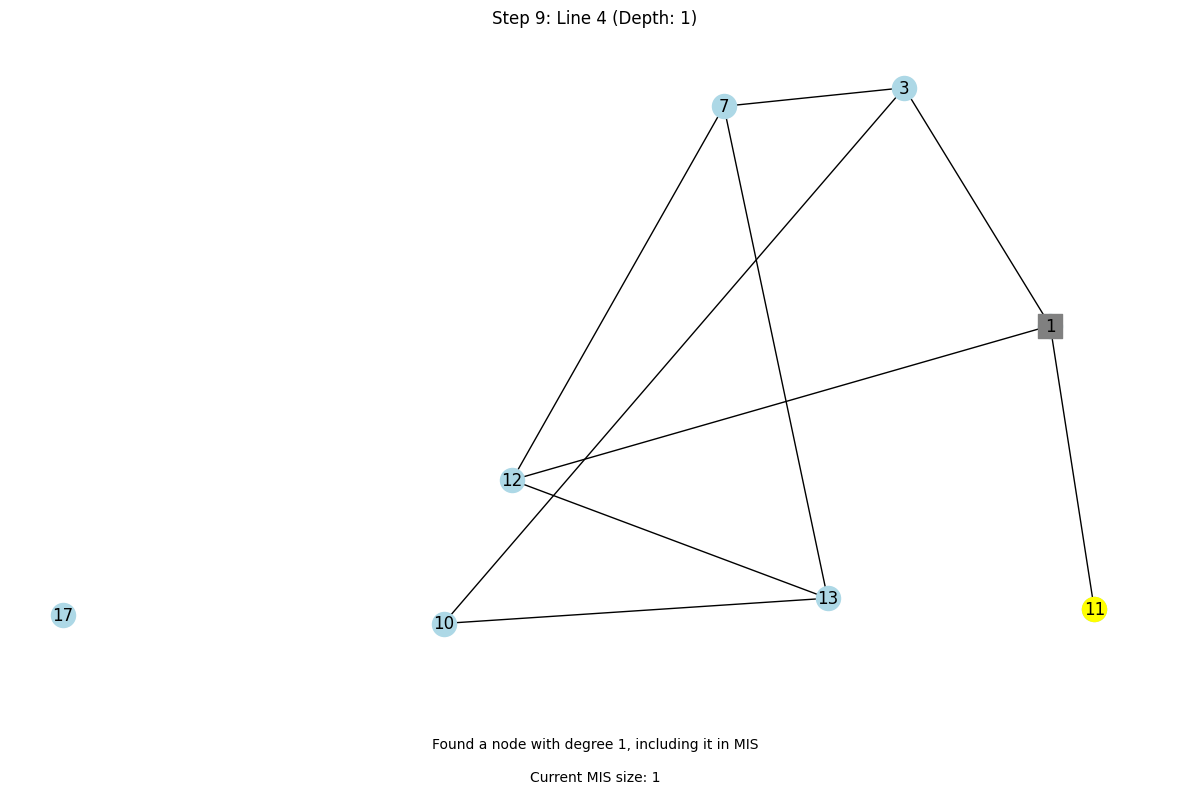 Step 9: Line 4 (Depth: 1)
3
7
1
12
13
11
17
10
Found a node with degree 1, including it in MIS
Current MIS size: 1